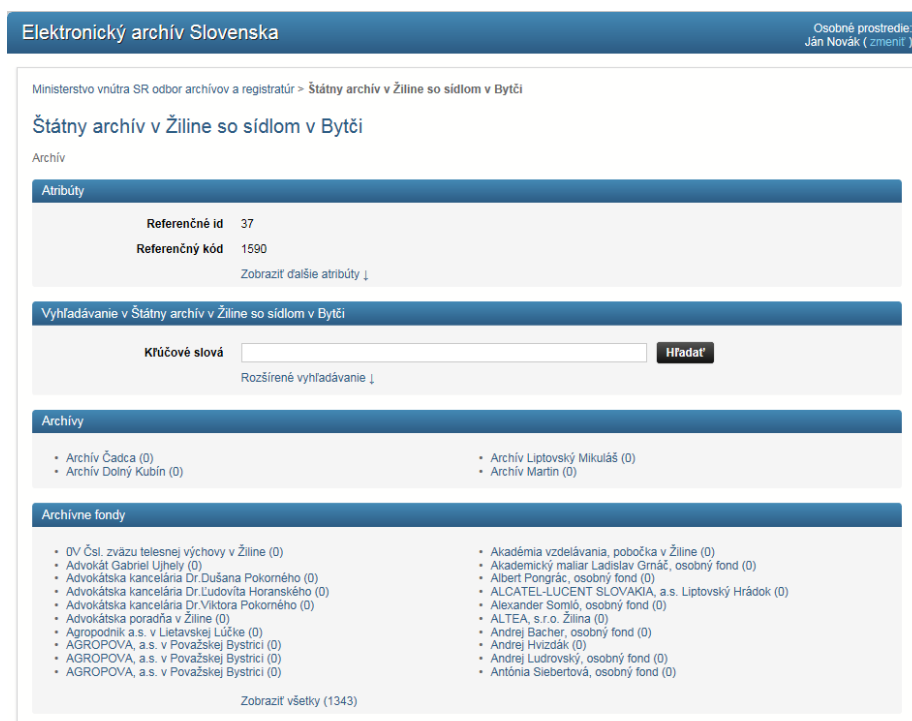 Elektronický archív Slovenska
Osobné prostredie:
Ján Novák ( zmeniť )
Ministerstvo vnútra SR odbor archívov a registratúr > Štátny archív v Žiline so sídlom v Bytči
Štátny archív v Žiline so sídlom v Bytči
Archív
Atribúty
Referenčné id 37
Referenčný kód 1590
Zobraziť ďalšie atribúty ↓
Vyhľadávanie v Štátny archív v Žiline so sídlom v Bytči
Kľúčové slová Hľadať
Rozšírené vyhľadávanie ↓
Archívy
• Archív Čadca (0)
• Archív Dolný Kubín (0)
• Archív Liptovský Mikuláš (0)
• Archív Martin (0)
Archívne fondy
• 0V Čsl. zväzu telesnej výchovy v Žiline (0)
• Advokát Gabriel Ujhely (0)
• Advokátska kancelária Dr.Dušana Pokorného (0)
• Advokátska kancelária Dr.Ľudovíta Horanského (0)
• Advokátska kancelária Dr.Viktora Pokorného (0)
• Advokátska poradňa v Žiline (0)
• Agropodnik a.s. v Lietavskej Lúčke (0)
• AGROPOVA, a.s. v Považskej Bystrici (0)
• AGROPOVA, a.s. v Považskej Bystrici (0)
• AGROPOVA, a.s. v Považskej Bystrici (0)
• Akadémia vzdelávania, pobočka v Žiline (0)
• Akademický maliar Ladislav Grnáč, osobný fond (0)
• Albert Pongrác, osobný fond (0)
• ALCATEL-LUCENT SLOVAKIA, a.s. Liptovský Hrádok (0)
• Alexander Somló, osobný fond (0)
• ALTEA, s.r.o. Žilina (0)
• Andrej Bacher, osobný fond (0)
• Andrej Hvizdák (0)
• Andrej Ludrovský, osobný fond (0)
• Antónia Siebertová, osobný fond (0)
Zobraziť všetky (1343)